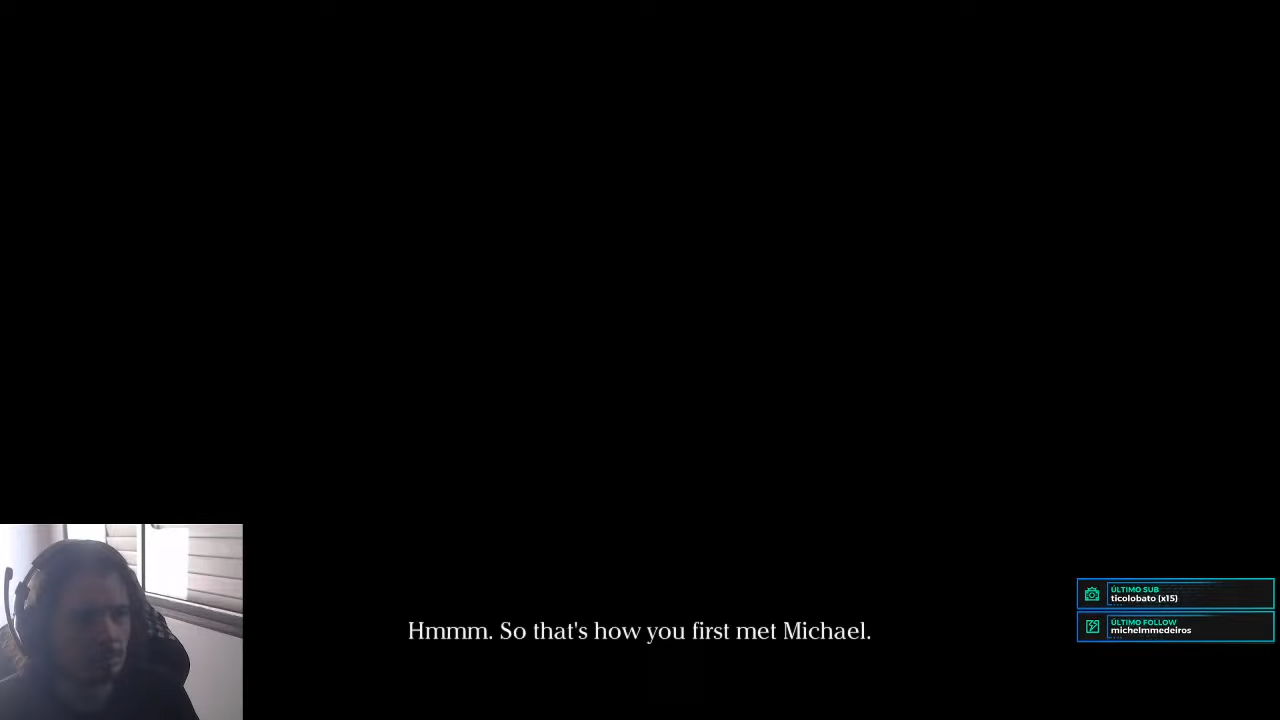 ÚLTIMO SUB
ticolobato (x15)
ÚLTIMO FOLLOW
michelmmedeiros
Hmmm. So that's how you first met Michael.